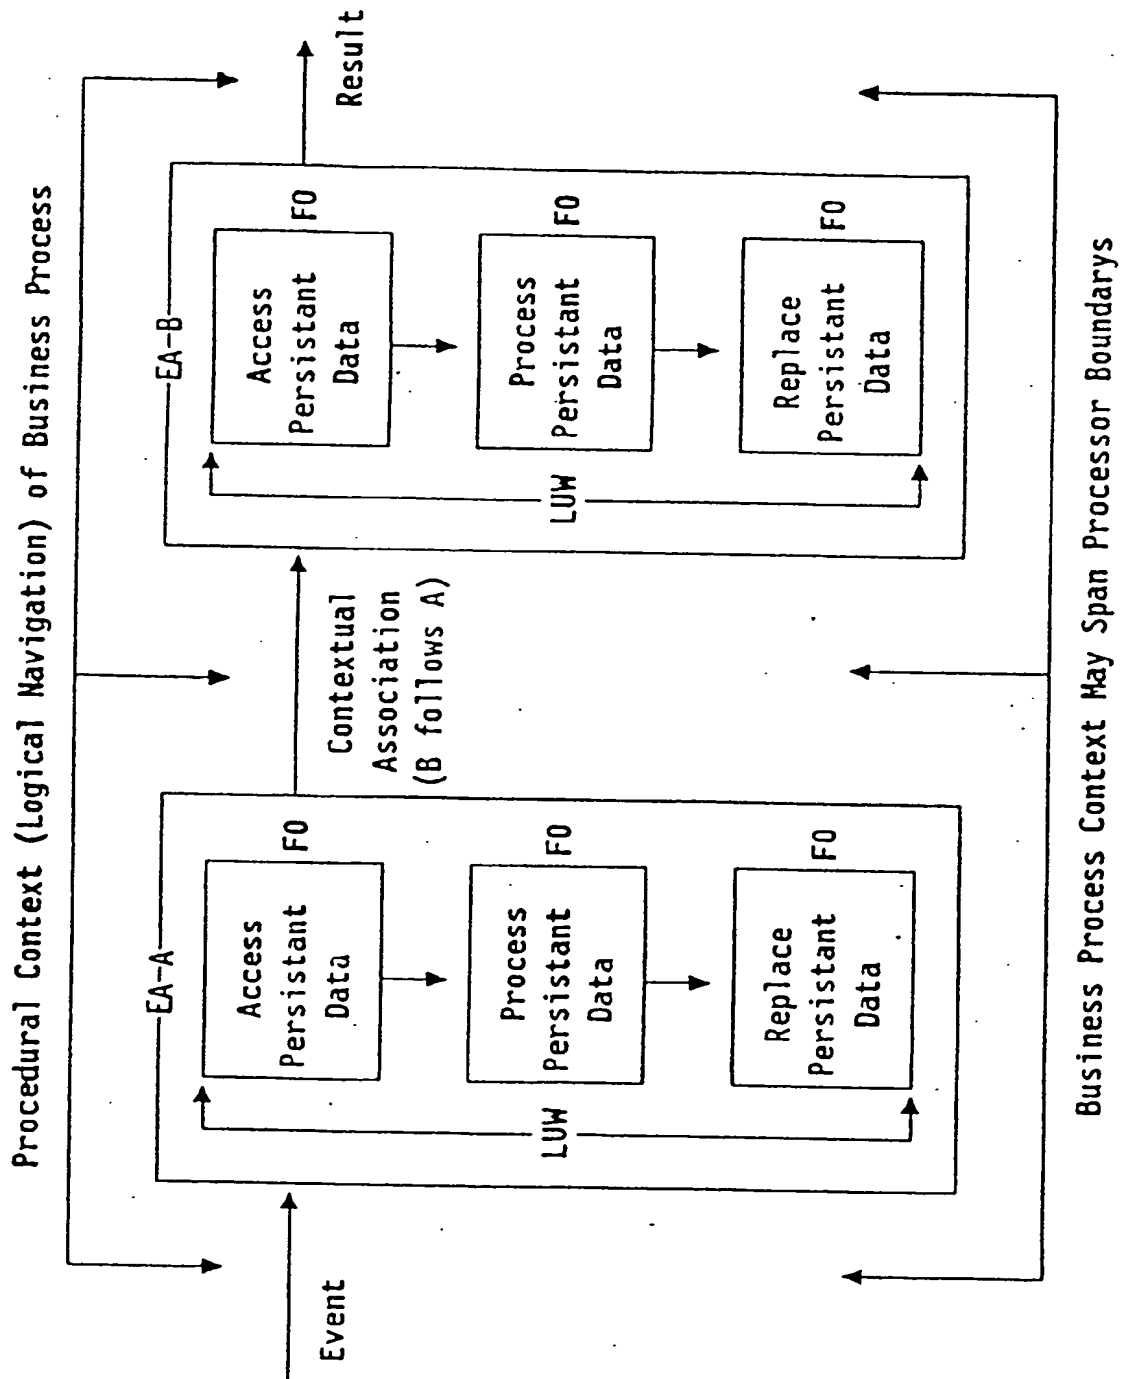 Procedural Context (Logical Navigation) of Business Process
EA-A
Access
Persistant
Data
FO
Process
Persistant
Data
FO
Replace
Persistant
Data
FO
LUW
Event
Contextual
Association
(B follows A)
EA-B
Access
Persistant
Data
FO
Process
Persistant
Data
FO
Replace
Persistant
Data
FO
LUW
Result
Business Process Context May Span Processor Boundarys